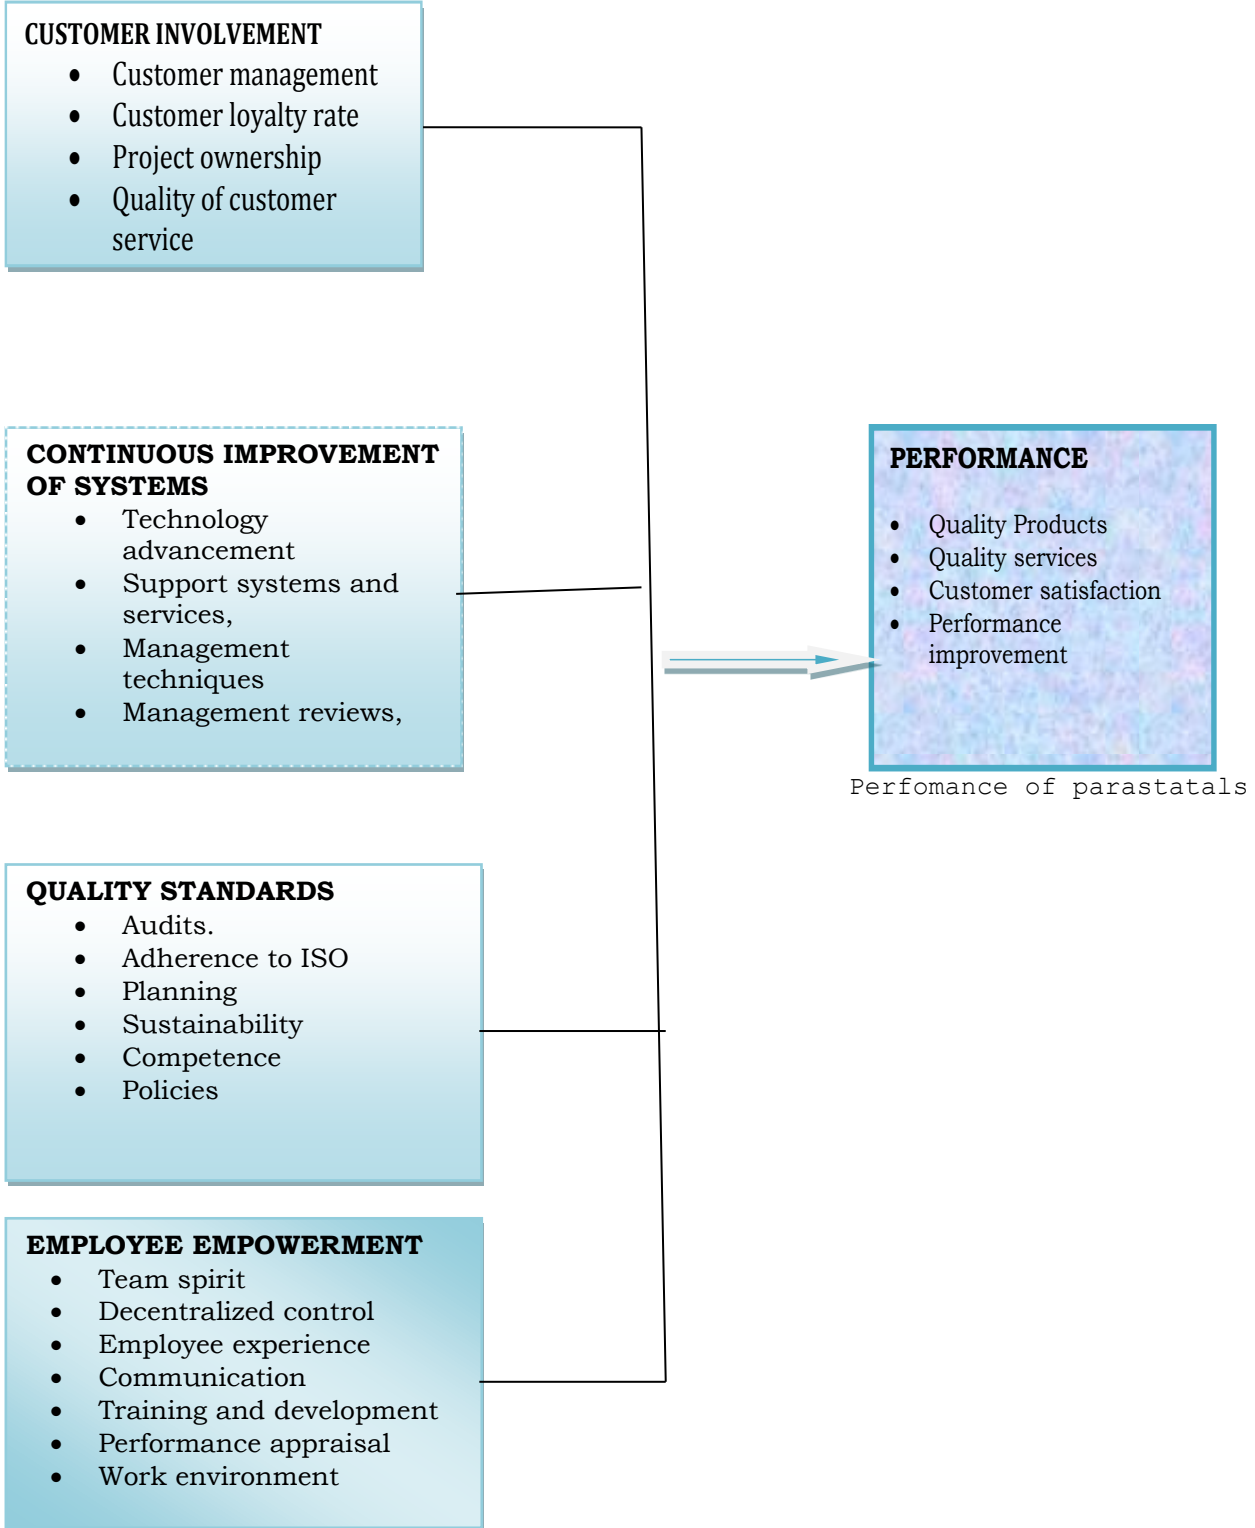 CUSTOMER INVOLVEMENT
• Customer management
• Customer loyalty rate
• Project ownership
• Quality of customer
service
CONTINUOUS IMPROVEMENT
OF SYSTEMS
• Technology
advancement
• Support systems and
services,
• Management
techniques
• Management reviews,
PERFORMANCE
• Quality Products
• Quality services
• Customer satisfaction
• Performance
improvement
Perfomance of parastatals
QUALITY STANDARDS
• Audits.
• Adherence to ISO
• Planning
• Sustainability
• Competence
• Policies
EMPLOYEE EMPOWERMENT
• Team spirit
• Decentralized control
• Employee experience
• Communication
• Training and development
• Performance appraisal
• Work environment